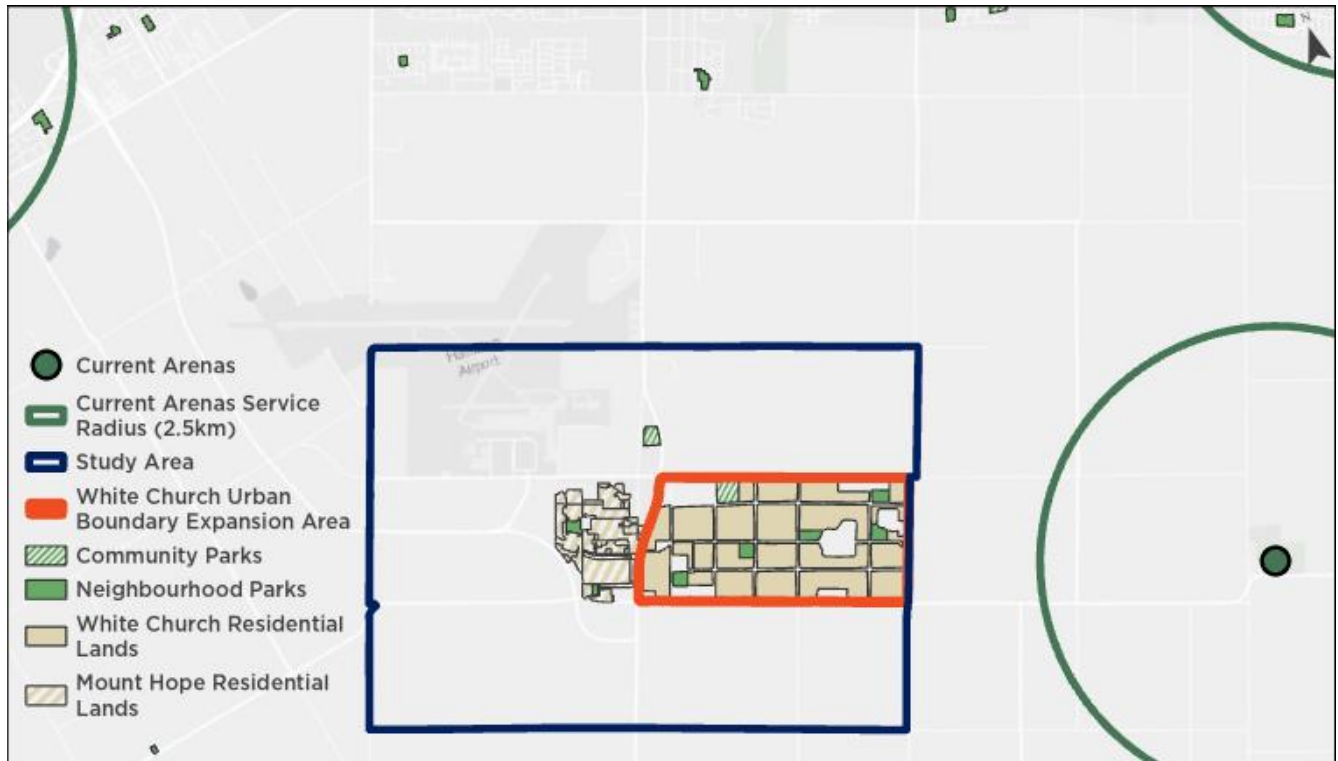 N
Airport
Current Arenas
Current Arenas Service
Radius (2.5km)
Study Area
White Church Urban
Boundary Expansion Area
Community Parks
Neighbourhood Parks
White Church Residential
Lands
Mount Hope Residential
Lands